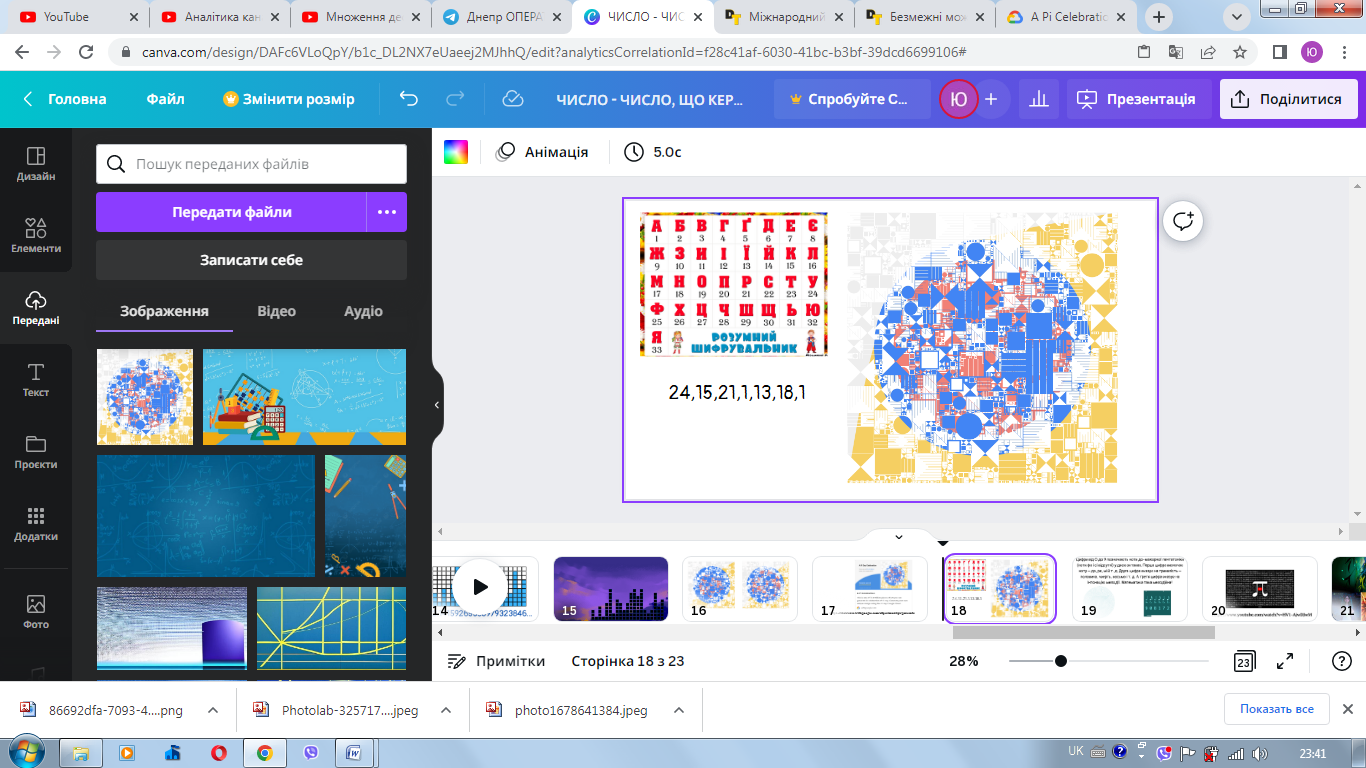 YouTube
Аналітика кан
Множення де
Днепр ОПЕРА
ЧИСЛО - ЧИС
Міжнародний
Безмежні мож
A Pi Celebratio
canva.com/design/DAFc6VLoQpY/b1c_DL2NX7eUaeej2MJhhQ/edit?analyticsCorrelationId=f28c41af-6030-41bc-b3bf-39dcd6699106#
Ю
Головна
Файл
Змінити розмір
ЧИСЛО - ЧИСЛО, ЩО КЕР...
Спробуйте С...
Ю
Презентація
Поділитися
Дизайн
Елементи
Передані
Текст
Проєкти
Додатки
Фото
Пошук переданих файлів
Передати файли
Записати себе
Зображення
Відео
Аудіо
Анімація
5.0с
А Б В Г Ґ Д Е Є
1 2 3 4 5 6 7 8
Ж З И І Ї Й К Л
9 10 11 12 13 14 15 16
М Н О П Р С Т У
17 18 19 20 21 22 23 24
Ф Х Ц Ч Ш Щ Ь Ю
25 26 27 28 29 30 31 32
Я
33
РОЗУМНИЙ
ШИФРУВАЛЬНИК
24,15,21,1,13,18,1
14
15
16
17
18
19
20
21
Примітки
Сторінка 18 з 23
28%
23
86692dfa-7093-4....png
Photolab-325717....jpeg
photo1678641384.jpeg
Показать все
UK
23:41